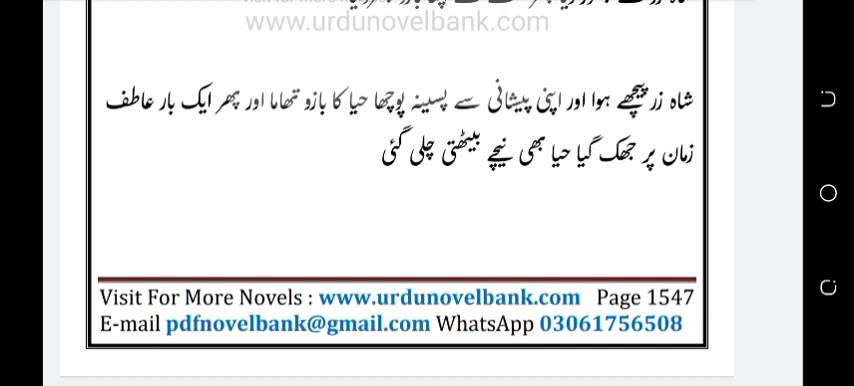 www.urdunovelbank.com
شاہ زر پیچھے ہوا اور اپنی پیشانی سے پسینہ پوچھا حیا کا بازو تھاما اور پھر ایک بار عاطف
زمان پر جھک گیا حیا بھی نیچے بیٹھتی چلی گئی
Visit For More Novels : www.urdunovelbank.com Page 1547
E-mail pdfnovelbank@gmail.com WhatsApp 03061756508